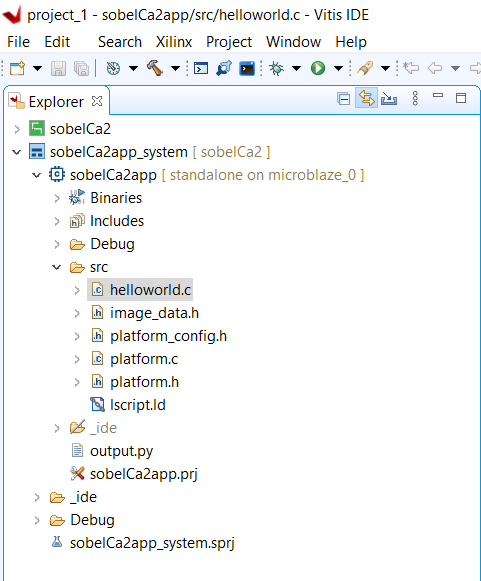 project_1 - sobelCa2app/src/helloworld.c - Vitis IDE
File Edit Search Xilinx Project Window Help
Explorer
sobelCa2
sobelCa2app_system [ sobelCa2 ]
sobelCa2app [ standalone on microblaze_0 ]
Binaries
Includes
Debug
src
helloworld.c
image_data.h
platform_config.h
platform.c
platform.h
lscript.ld
_ide
output.py
sobelCa2app.prj
_ide
Debug
sobelCa2app_system.sprj